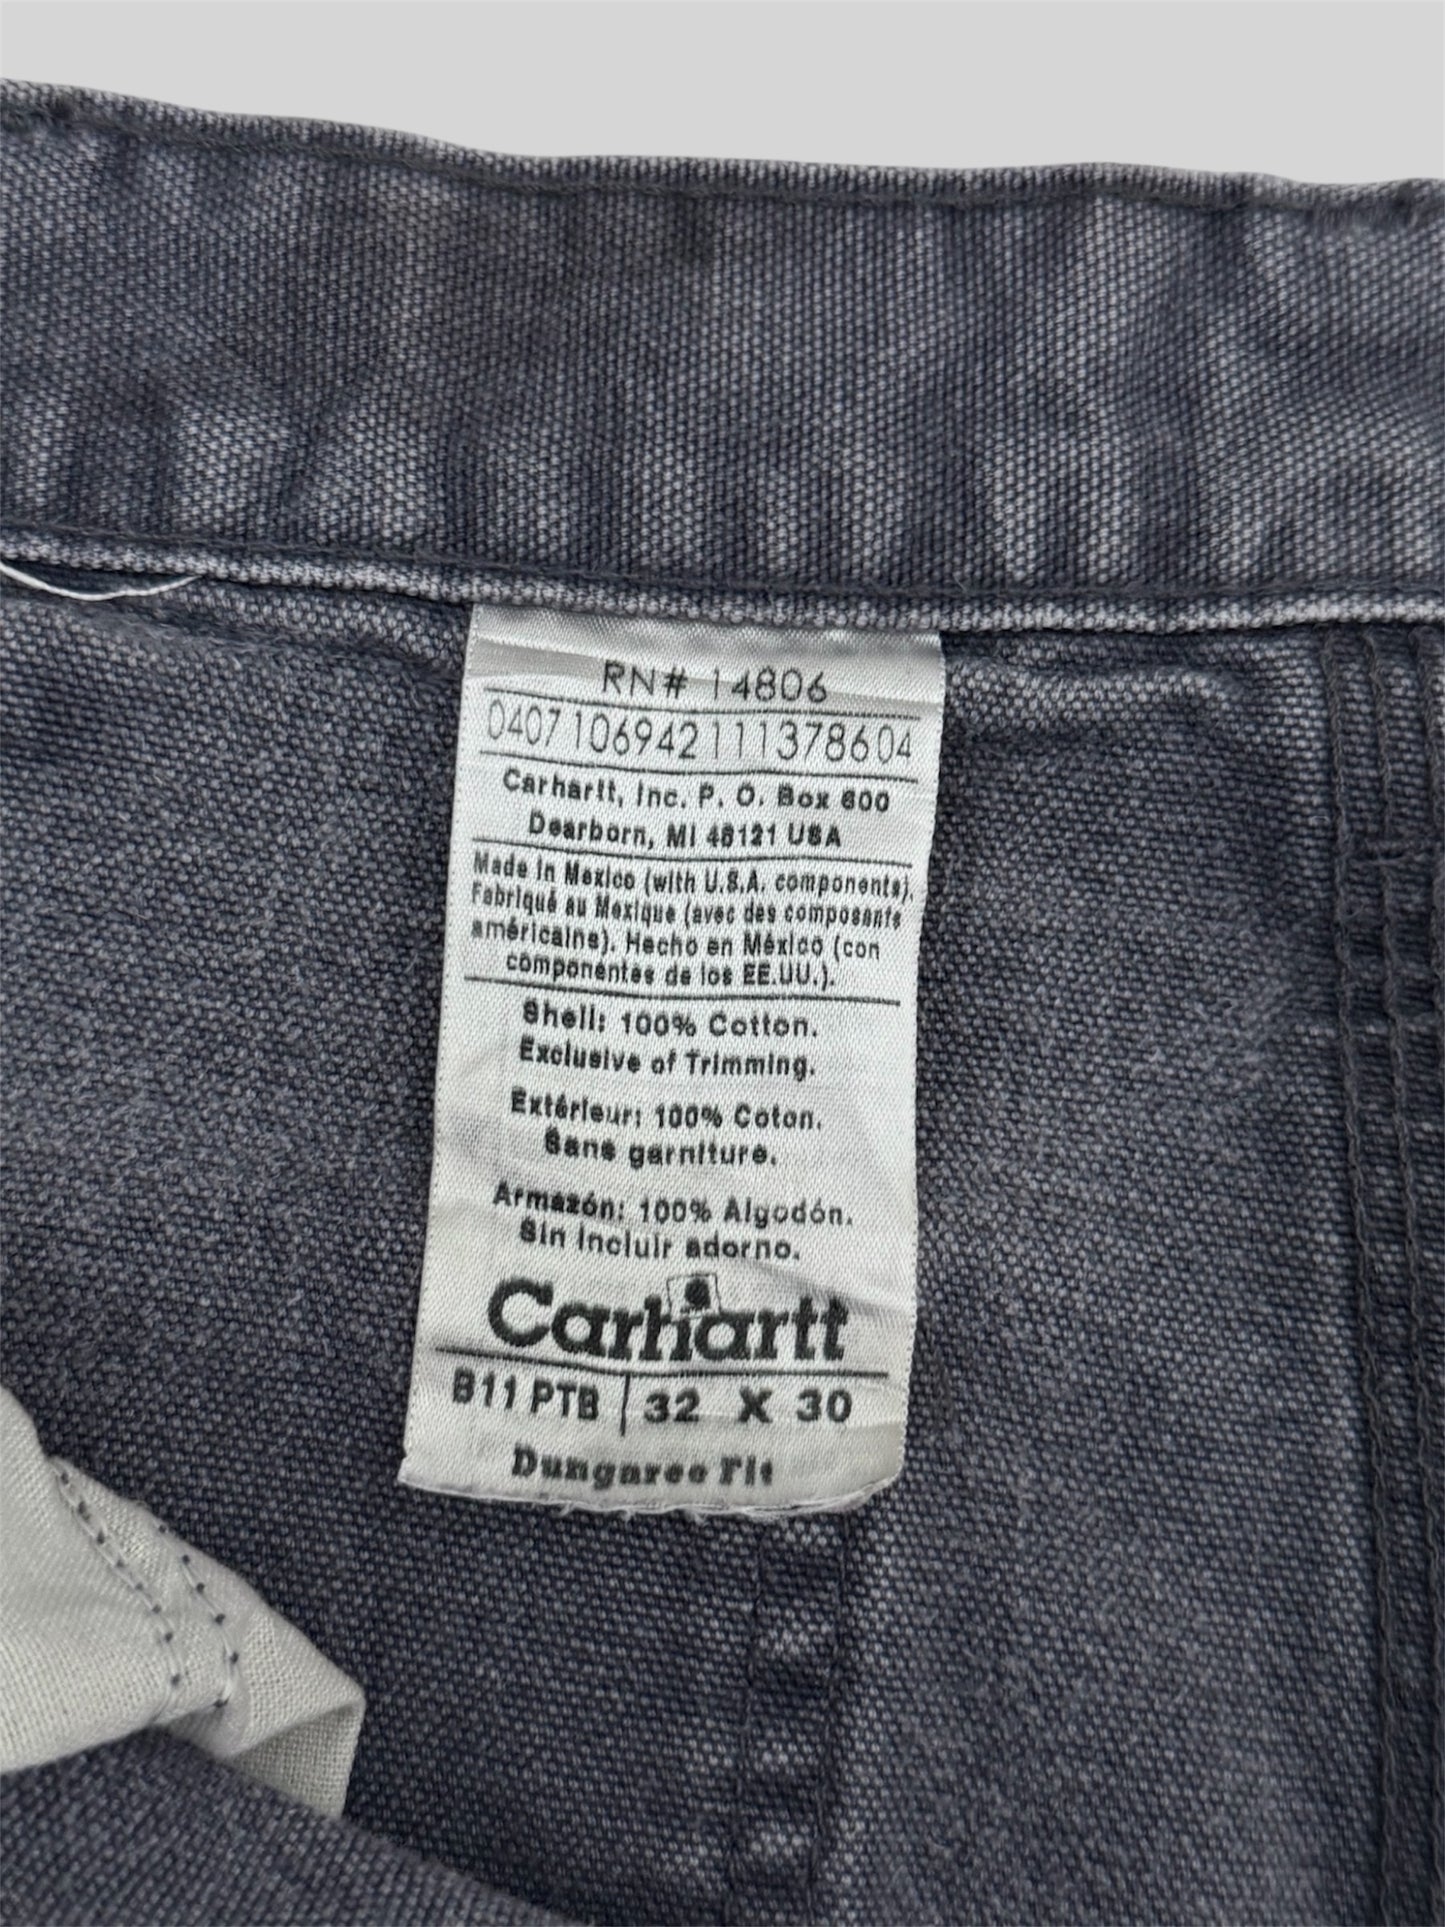 RN# 14806
0407106942111378604
Carhartt, Inc. P. O. Box 600
Dearborn, MI 48121 USA
Made in Mexico (with U.S.A. components).
Fabriqué au Mexique (avec des composants
américains). Hecho en México (con
componentes de los EE.UU.).
Shell: 100% Cotton.
Exclusive of Trimming.
Extérieur: 100% Coton.
Sans garniture.
Armazón: 100% Algodón.
Sin incluir adorno.
Carhartt
B11 PTB | 32 X 30
Dungaree Fit